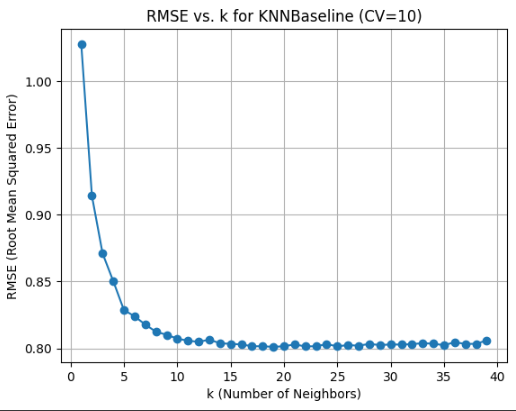 RMSE vs. k for KNNBaseline (CV=10)
RMSE (Root Mean Squared Error)
1.00
0.95
0.90
0.85
0.80
0 5 10 15 20 25 30 35 40
k (Number of Neighbors)